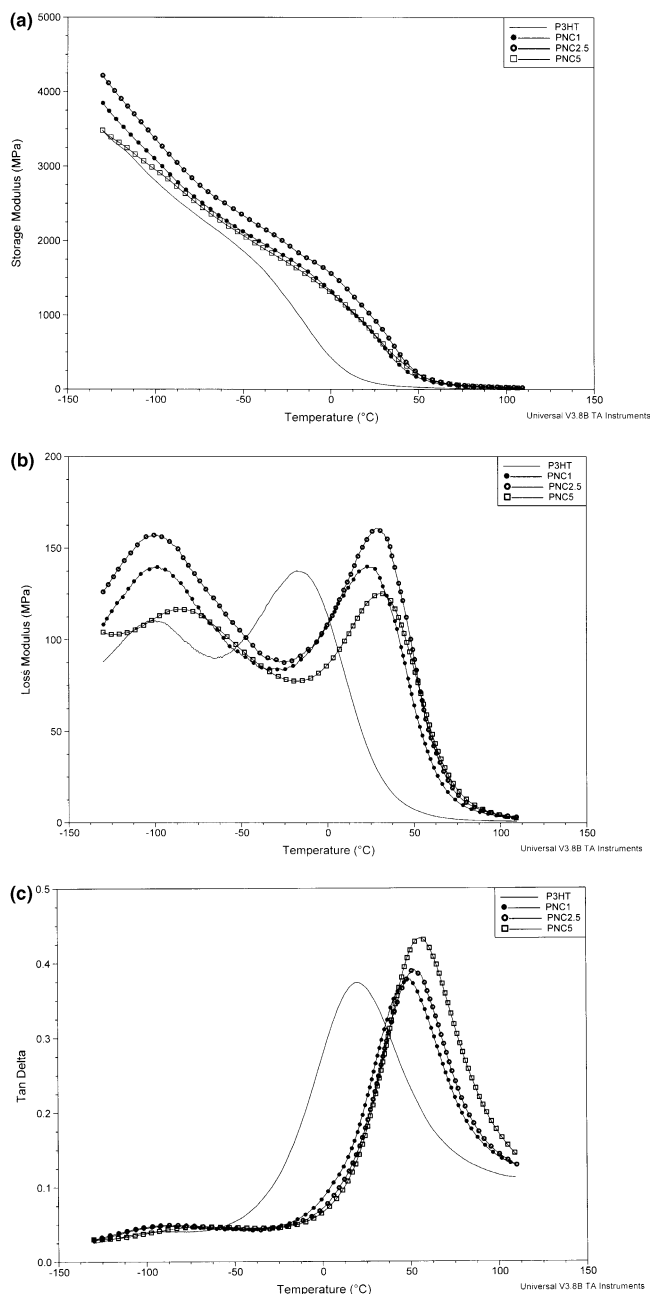 (a)
P3HT
PNC1
PNC2.5
PNC5
5000
4000
3000
2000
1000
0
Storage Modulus (MPa)
-150 -100 -50 0 50 100 150
Temperature (°C)
Universal V3.8B TA Instruments
(b)
P3HT
PNC1
PNC2.5
PNC5
200
150
100
50
0
Loss Modulus (MPa)
-150 -100 -50 0 50 100 150
Temperature (°C)
Universal V3.8B TA Instruments
(c)
P3HT
PNC1
PNC2.5
PNC5
0.5
0.4
0.3
0.2
0.1
0.0
Tan Delta
-150 -100 -50 0 50 100 150
Temperature (°C)
Universal V3.8B TA Instruments